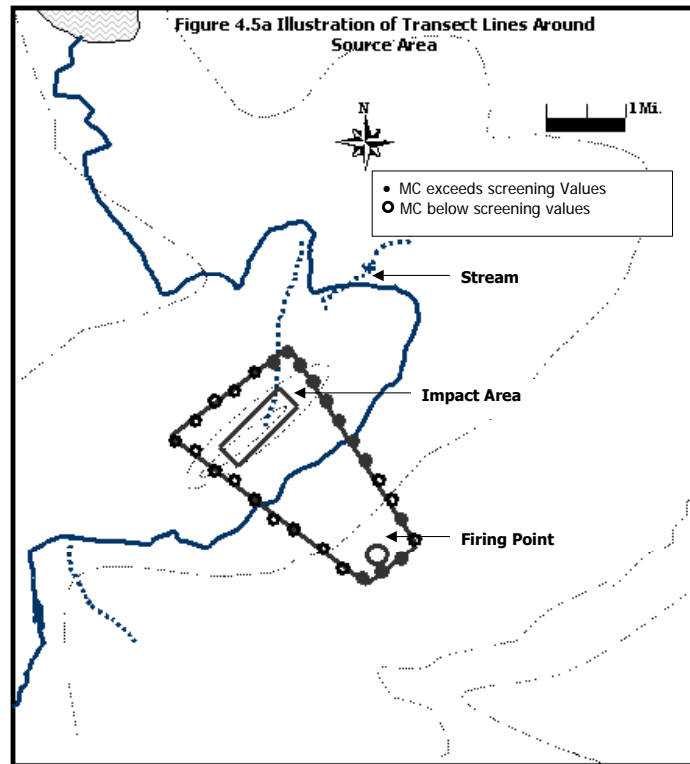 Figure 4.5a Illustration of Transect Lines Around
Source Area
N
1 Mi.
MC exceeds screening Values
MC below screening values
Stream
Impact Area
Firing Point